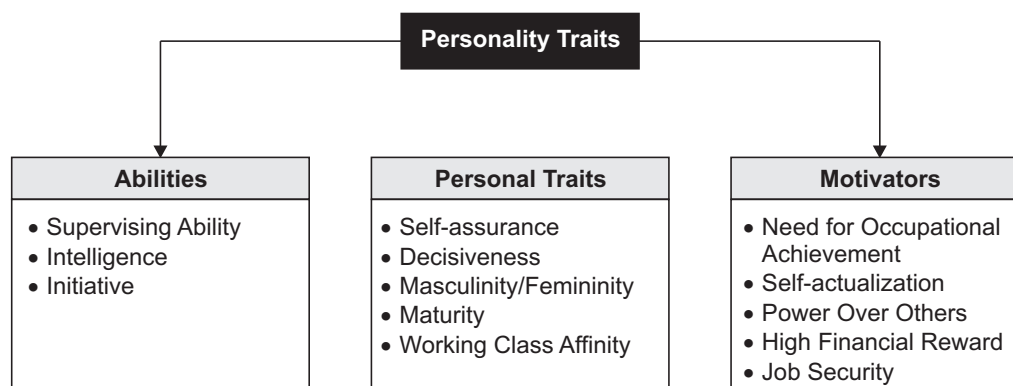 Personality Traits
Abilities
• Supervising Ability
• Intelligence
• Initiative
Personal Traits
• Self-assurance
• Decisiveness
• Masculinity/Femininity
• Maturity
• Working Class Affinity
Motivators
• Need for Occupational
Achievement
• Self-actualization
• Power Over Others
• High Financial Reward
• Job Security